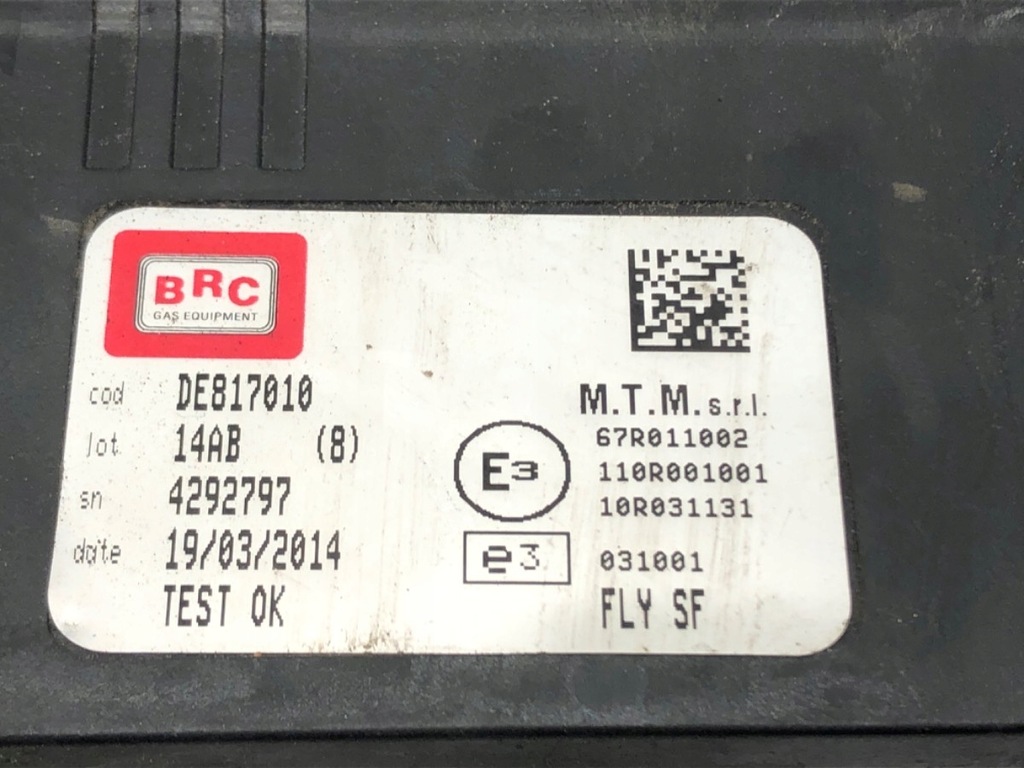 BRC
GAS EQUIPMENT
cod DE817010
lot 14AB (8)
sn 4292797
date 19/03/2014
TEST OK
M.T.M. s.r.l.
E3
67R011002
110R001001
10R031131
e3 031001
FLY SF